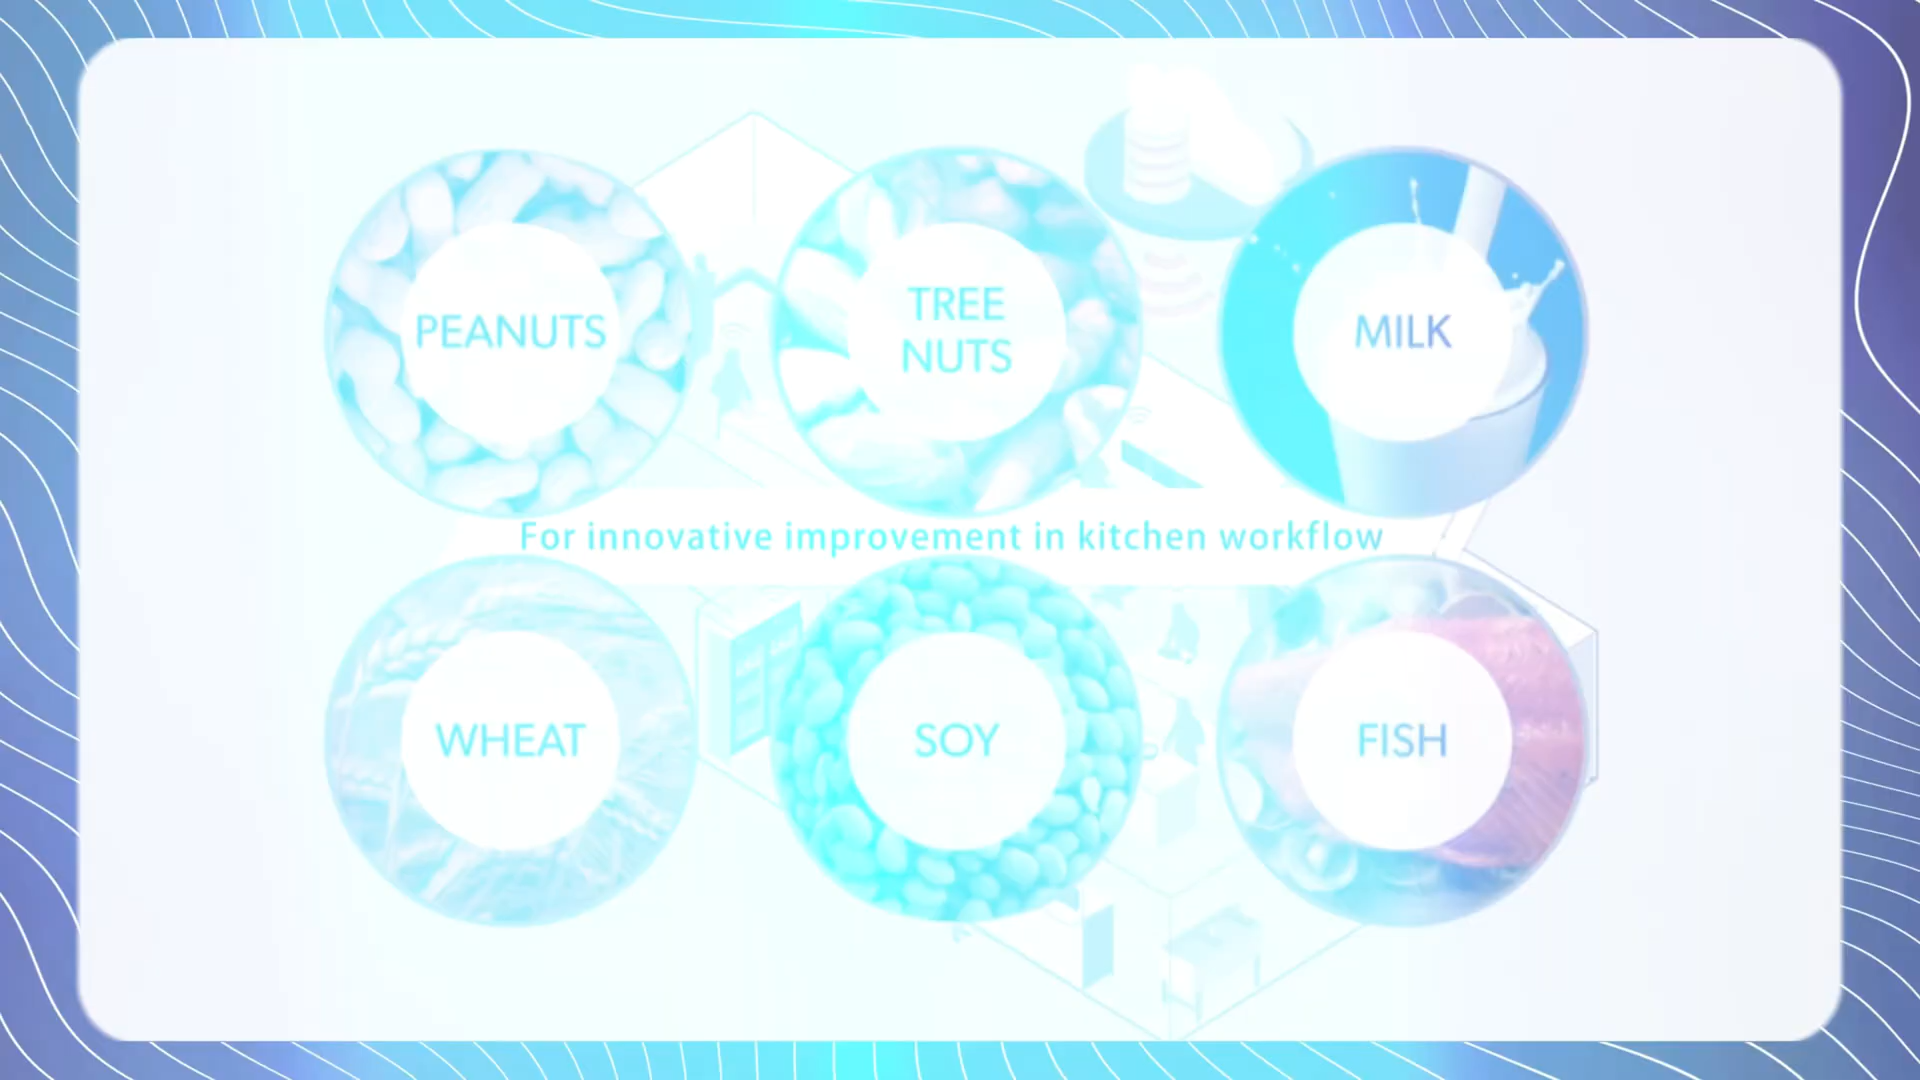 PEANUTS
TREE
NUTS
MILK
For innovative improvement in kitchen workflow
WHEAT
SOY
FISH